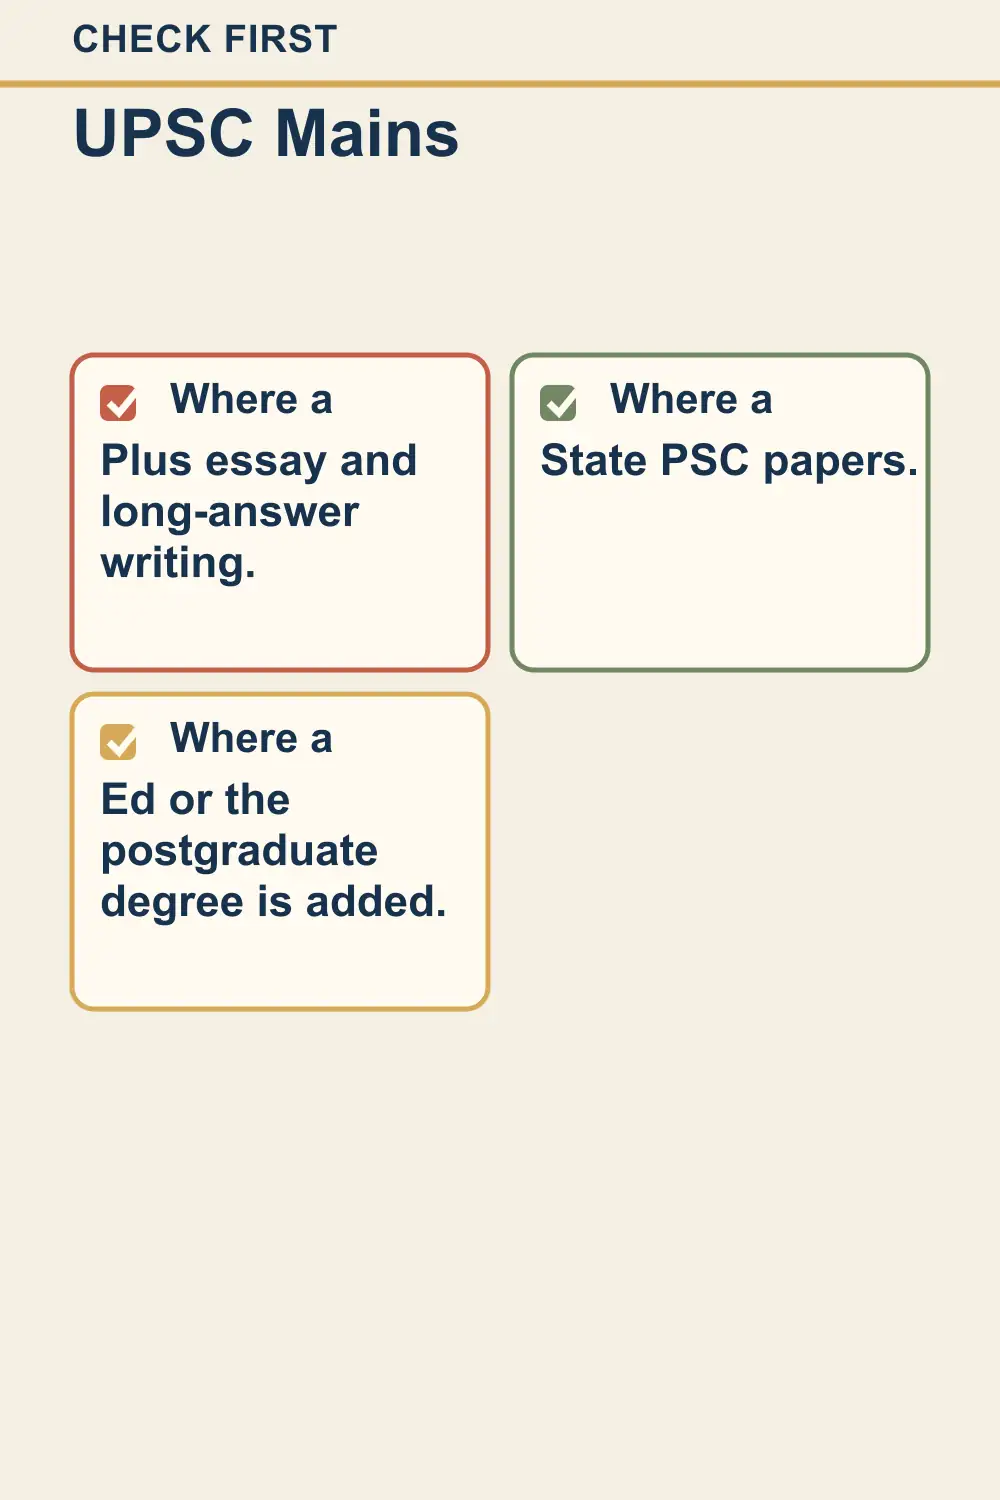 CHECK FIRST
UPSC Mains
Where a
Plus essay and
long-answer
writing.
Where a
State PSC papers.
Where a
Ed or the
postgraduate
degree is added.